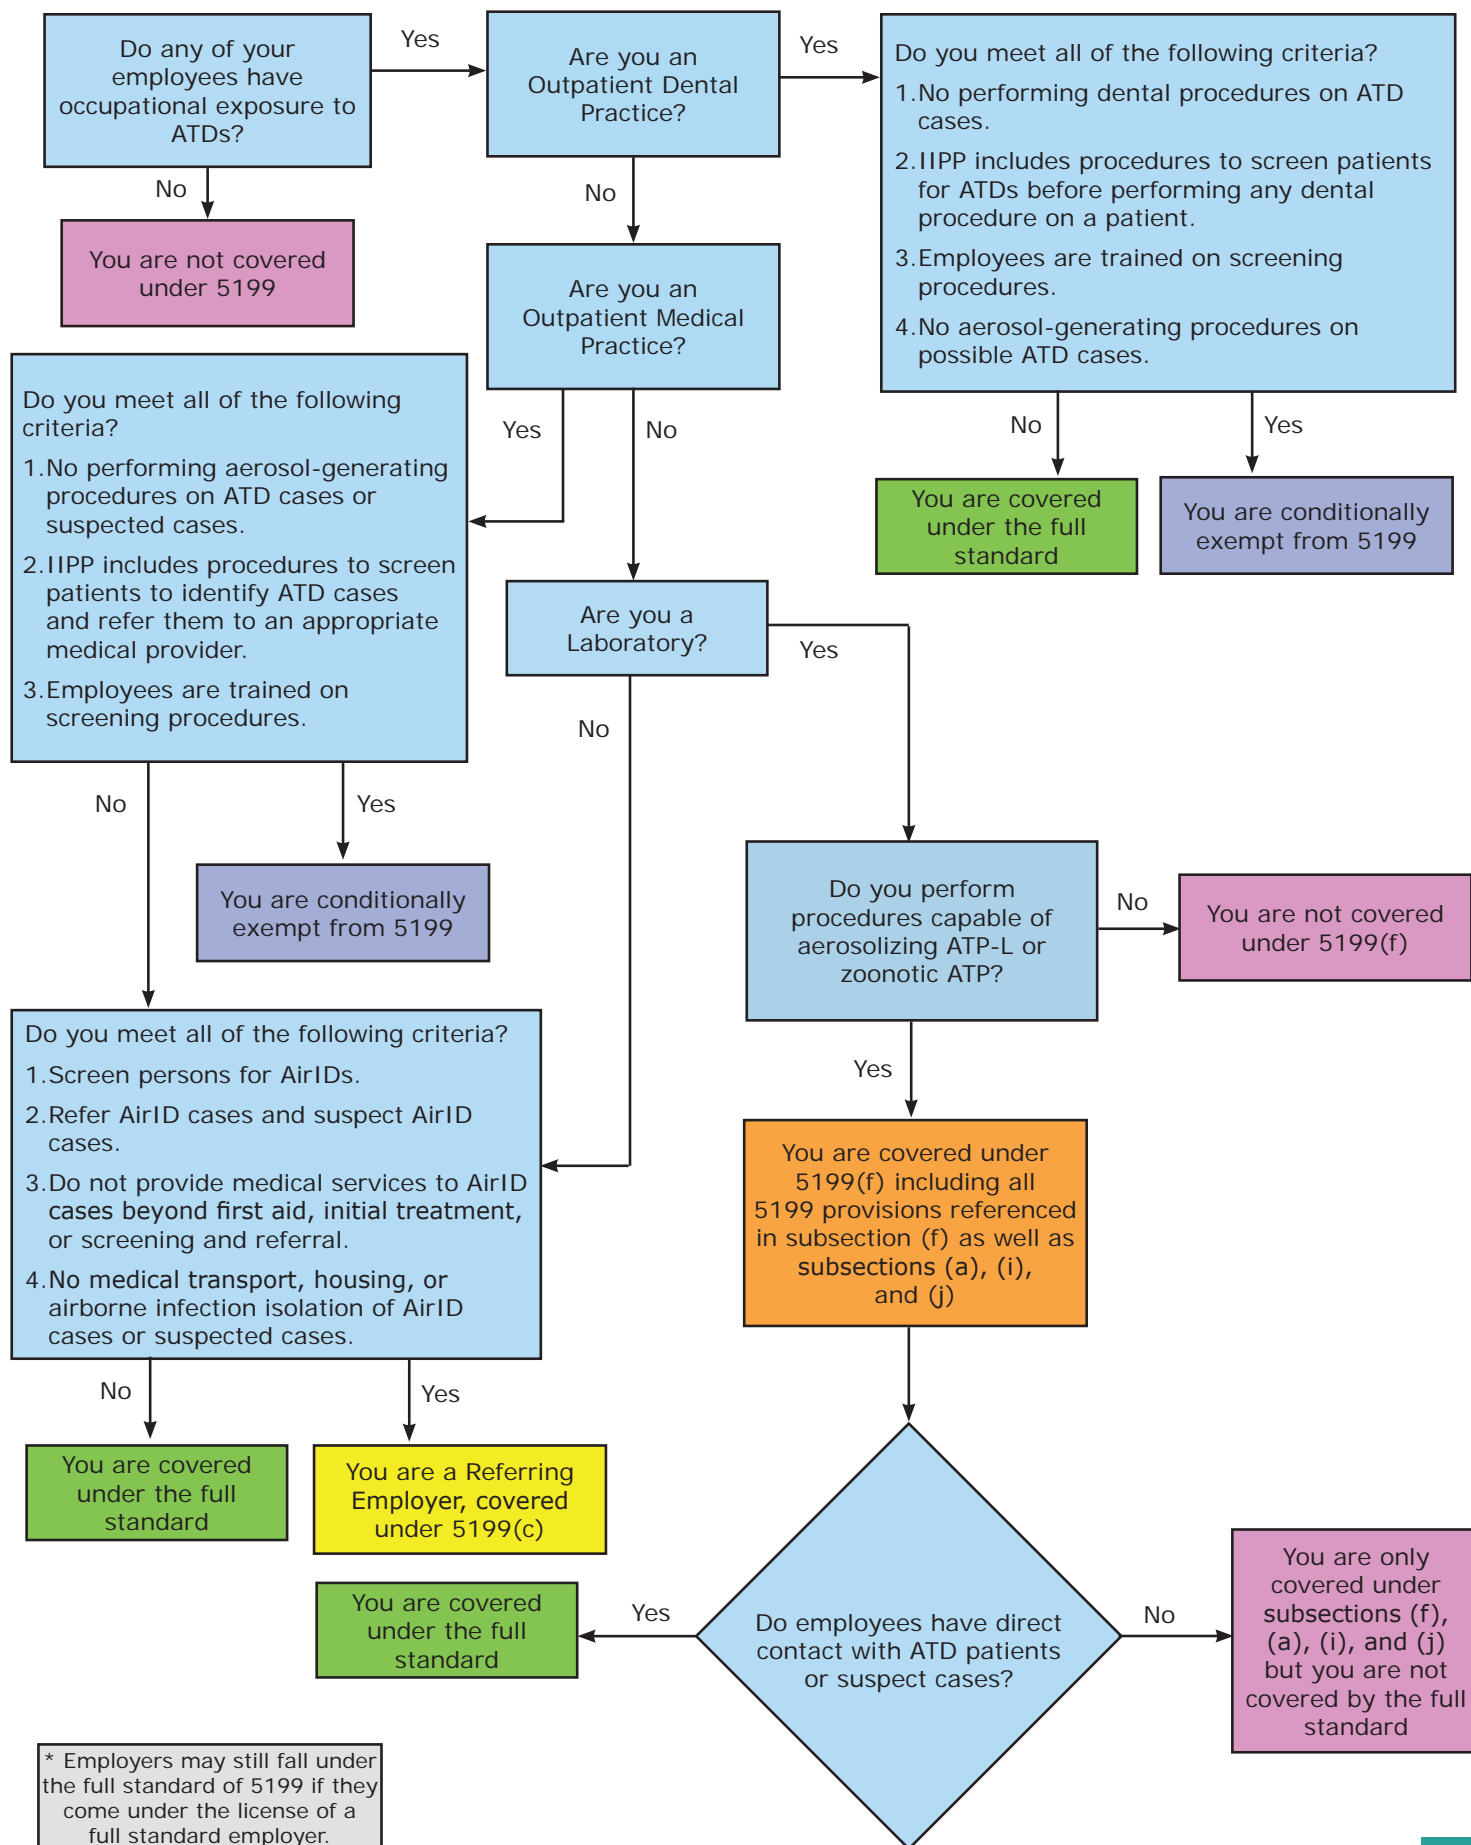 Do any of your
employees have
occupational exposure to
ATDs?
Yes
Are you an
Outpatient Dental
Practice?
Yes
Do you meet all of the following criteria?
1.No performing dental procedures on ATD
cases.
2.IIPP includes procedures to screen patients
for ATDs before performing any dental
procedure on a patient.
3.Employees are trained on screening
procedures.
4.No aerosol-generating procedures on
possible ATD cases.
No
You are not covered
under 5199
No
Are you an
Outpatient Medical
Practice?
No
Yes
You are covered
under the full
standard
You are conditionally
exempt from 5199
Yes
No
Do you meet all of the following
criteria?
1.No performing aerosol-generating
procedures on ATD cases or
suspected cases.
2.IIPP includes procedures to screen
patients to identify ATD cases
and refer them to an appropriate
medical provider.
3.Employees are trained on
screening procedures.
Are you a
Laboratory?
Yes
No
No
Yes
You are conditionally
exempt from 5199
Do you perform
procedures capable of
aerosolizing ATP-L or
zoonotic ATP?
No
You are not covered
under 5199(f)
Yes
Do you meet all of the following criteria?
1.Screen persons for AirIDs.
2.Refer AirID cases and suspect AirID
cases.
3.Do not provide medical services to AirID
cases beyond first aid, initial treatment,
or screening and referral.
4.No medical transport, housing, or
airborne infection isolation of AirID
cases or suspected cases.
You are covered under
5199(f) including all
5199 provisions referenced
in subsection (f) as well as
subsections (a), (i),
and (j)
No
Yes
You are covered
under the full
standard
You are a Referring
Employer, covered
under 5199(c)
Do employees have direct
contact with ATD patients
or suspect cases?
Yes
You are covered
under the full
standard
No
You are only
covered under
subsections (f),
(a), (i), and (j)
but you are not
covered by the full
standard
* Employers may still fall under
the full standard of 5199 if they
come under the license of a
full standard employer.